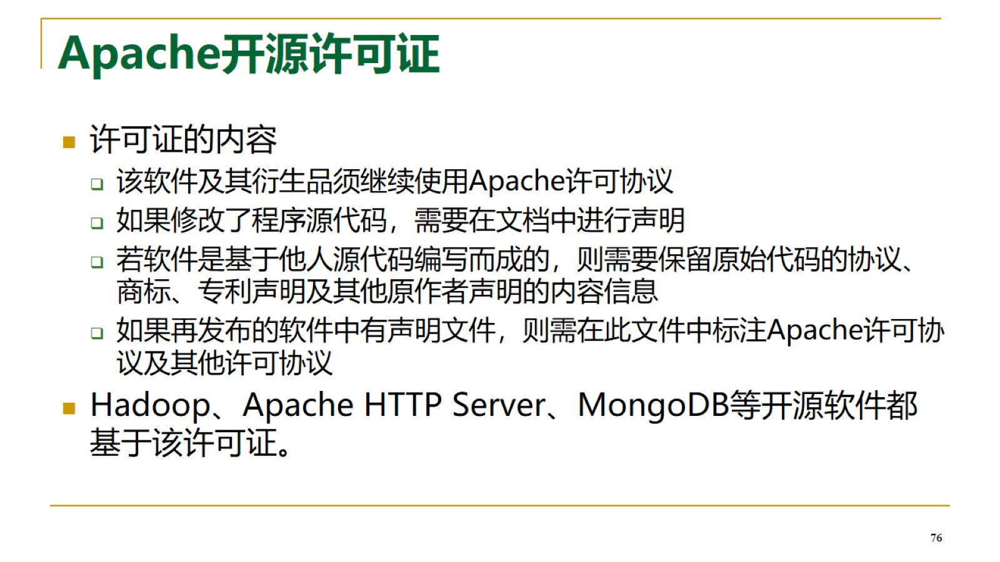 Apache开源许可证
许可证的内容
该软件及其衍生品须继续使用Apache许可协议
如果修改了程序源代码，需要在文档中进行声明
若软件是基于他人源代码编写而成的，则需要保留原始代码的协议、
商标、专利声明及其他原作者声明的内容信息
如果再发布的软件中有声明文件，则需在此文件中标注Apache许可协
议及其他许可协议
Hadoop、Apache HTTP Server、MongoDB等开源软件都
基于该许可证。
76